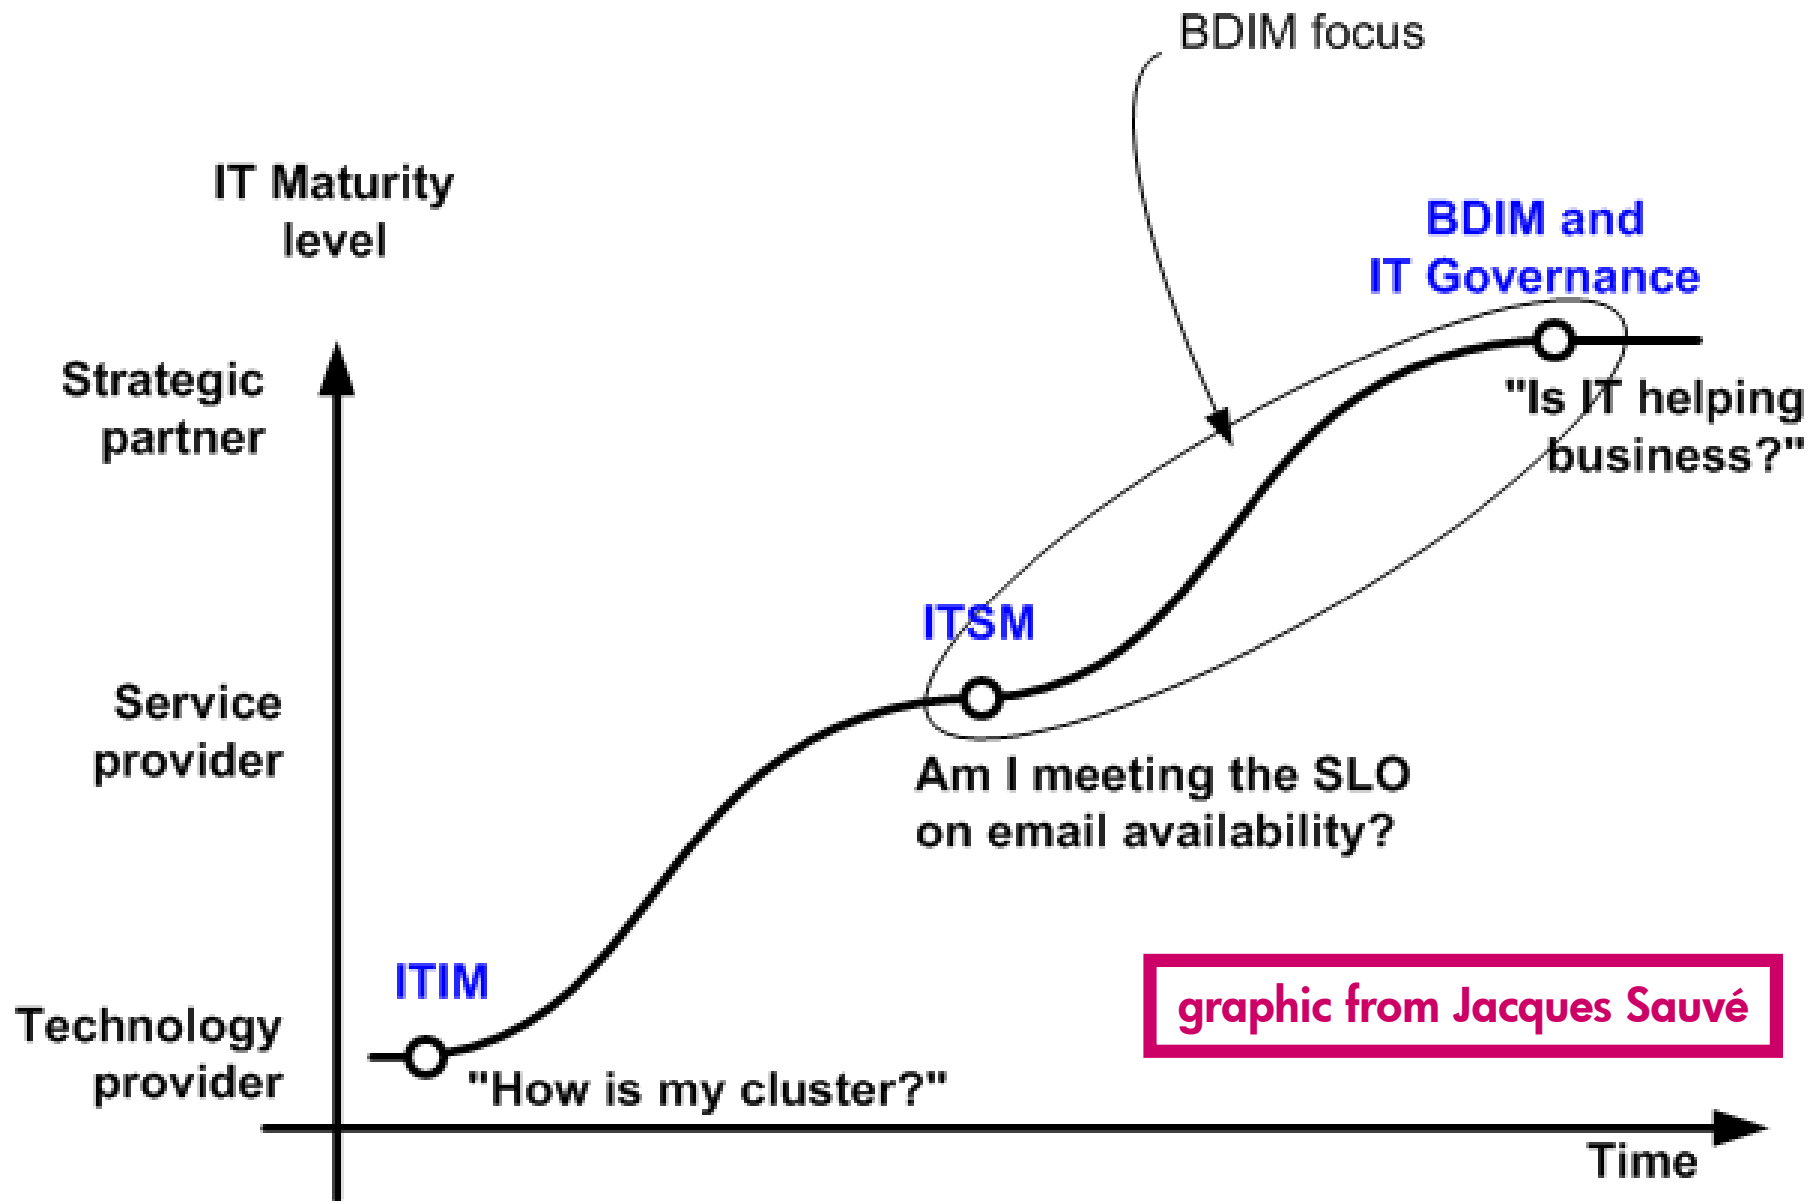 BDIM focus
IT Maturity
level
BDIM and
IT Governance
Strategic
partner
"Is IT helping
business?"
ITSM
Service
provider
Am I meeting the SLO
on email availability?
ITIM
graphic from Jacques Sauvé
Technology
provider
"How is my cluster?"
Time